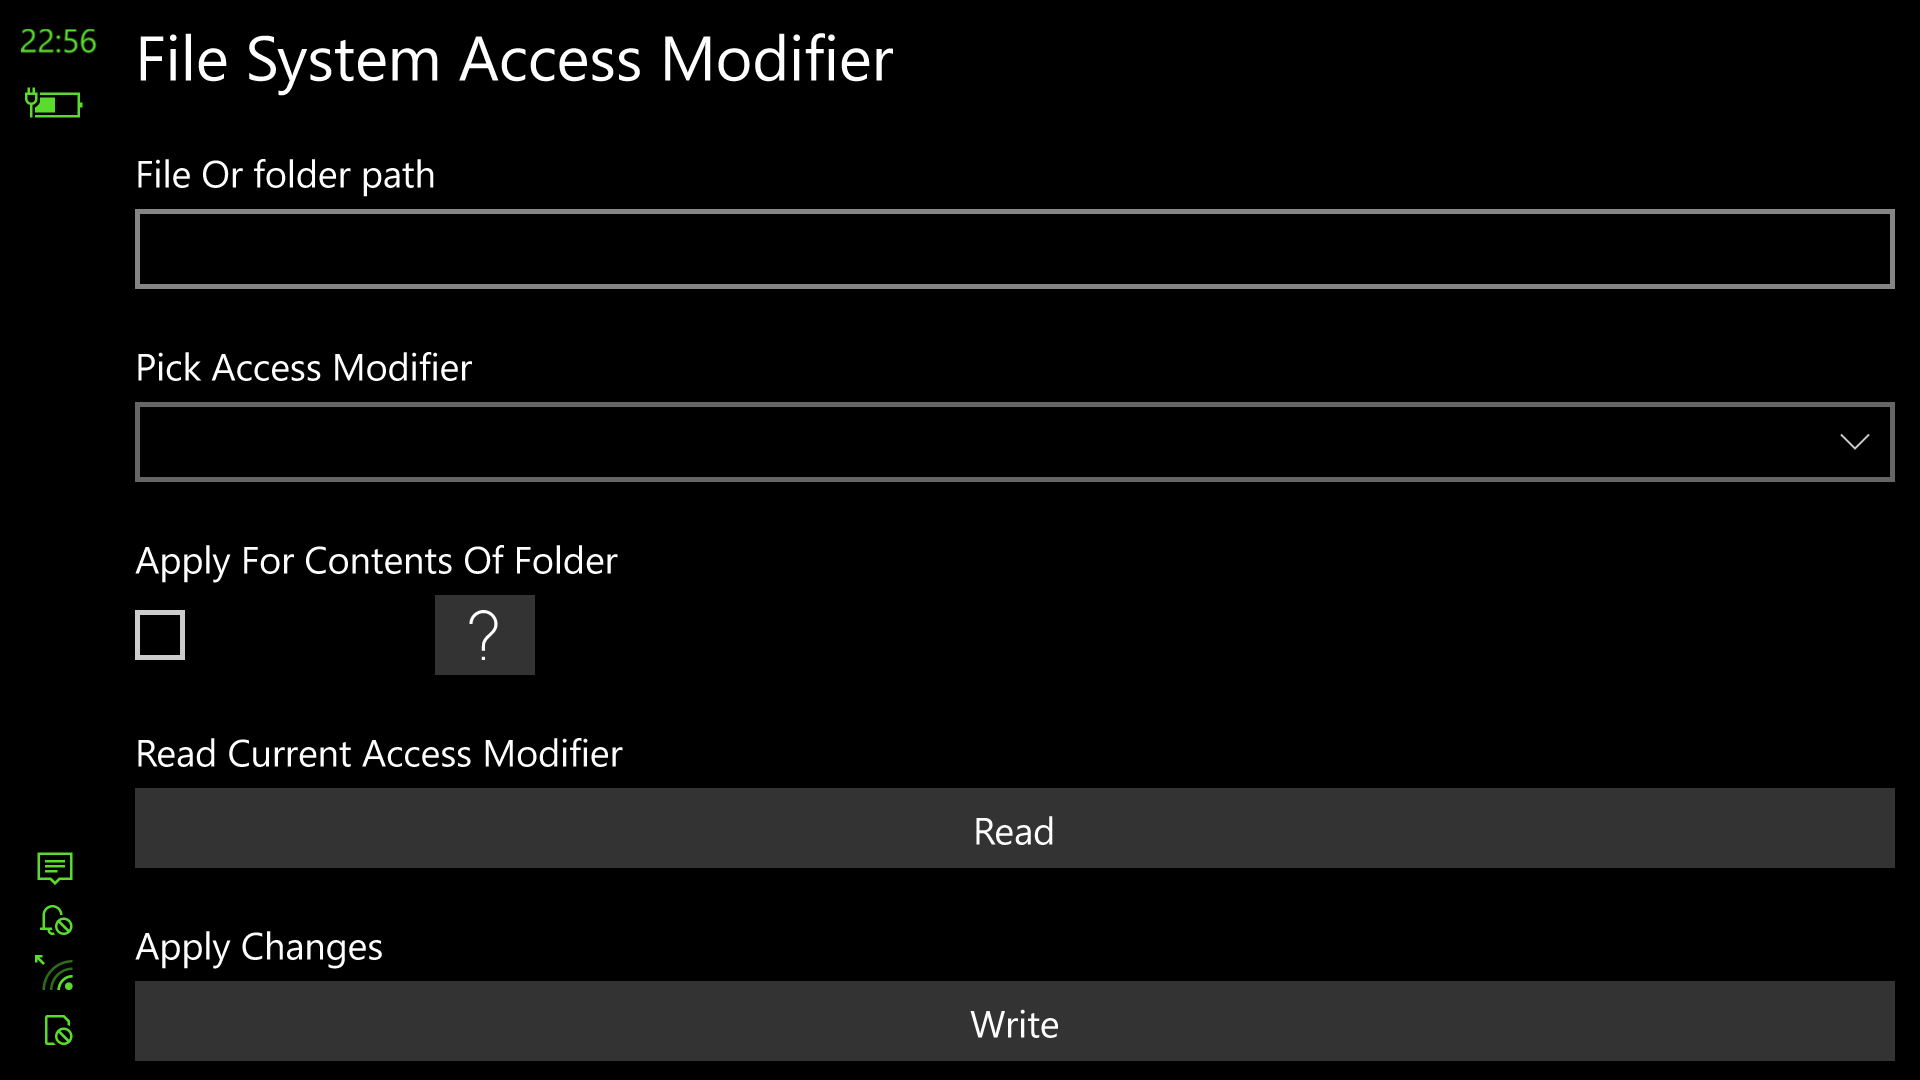 22:56
File System Access Modifier
File Or folder path
Pick Access Modifier
Apply For Contents Of Folder
?
Read Current Access Modifier
Read
Apply Changes
Write